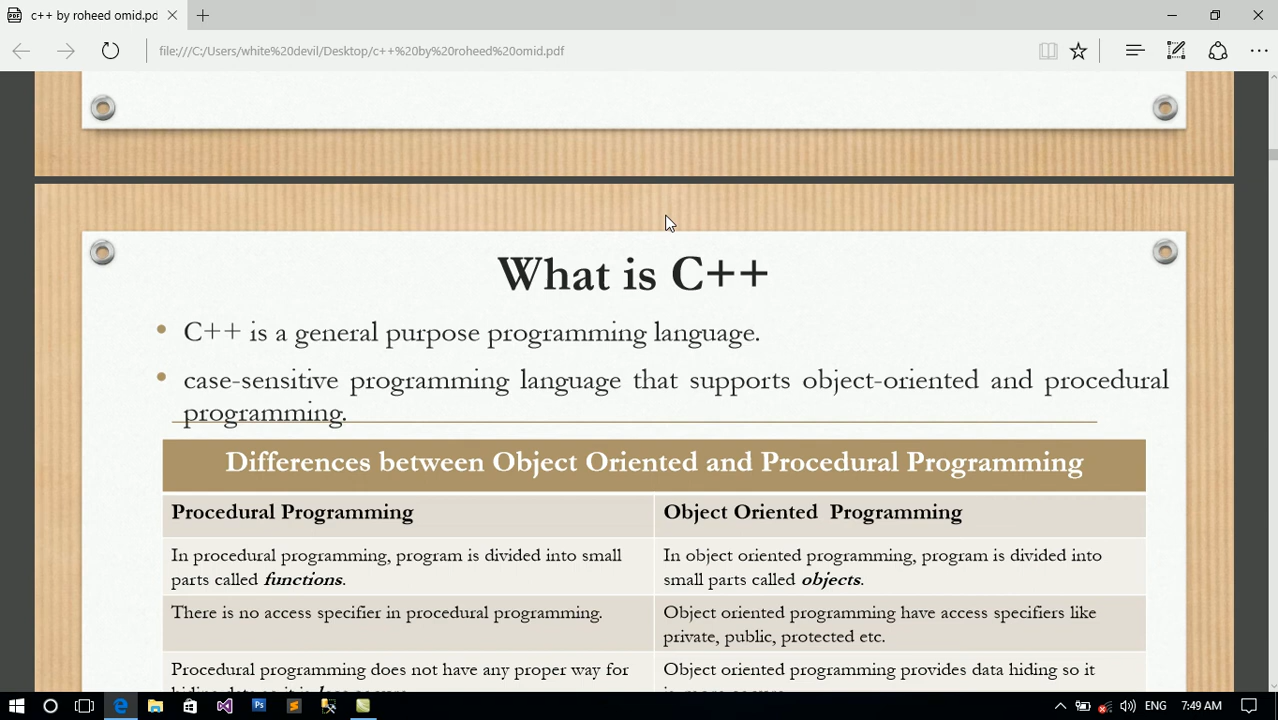 c++ by roheed omid.pd
file:///C:/Users/white%20devil/Desktop/c++%20by%20roheed%20omid.pdf
What is C++
• C++ is a general purpose programming language.
• case-sensitive programming language that supports object-oriented and procedural
programming.
Differences between Object Oriented and Procedural Programming
Procedural Programming
Object Oriented Programming
In procedural programming, program is divided into small
parts called functions.
In object oriented programming, program is divided into
small parts called objects.
There is no access specifier in procedural programming.
Object oriented programming have access specifiers like
private, public, protected etc.
Procedural programming does not have any proper way for
Object oriented programming provides data hiding so it
ENG
7:49 AM